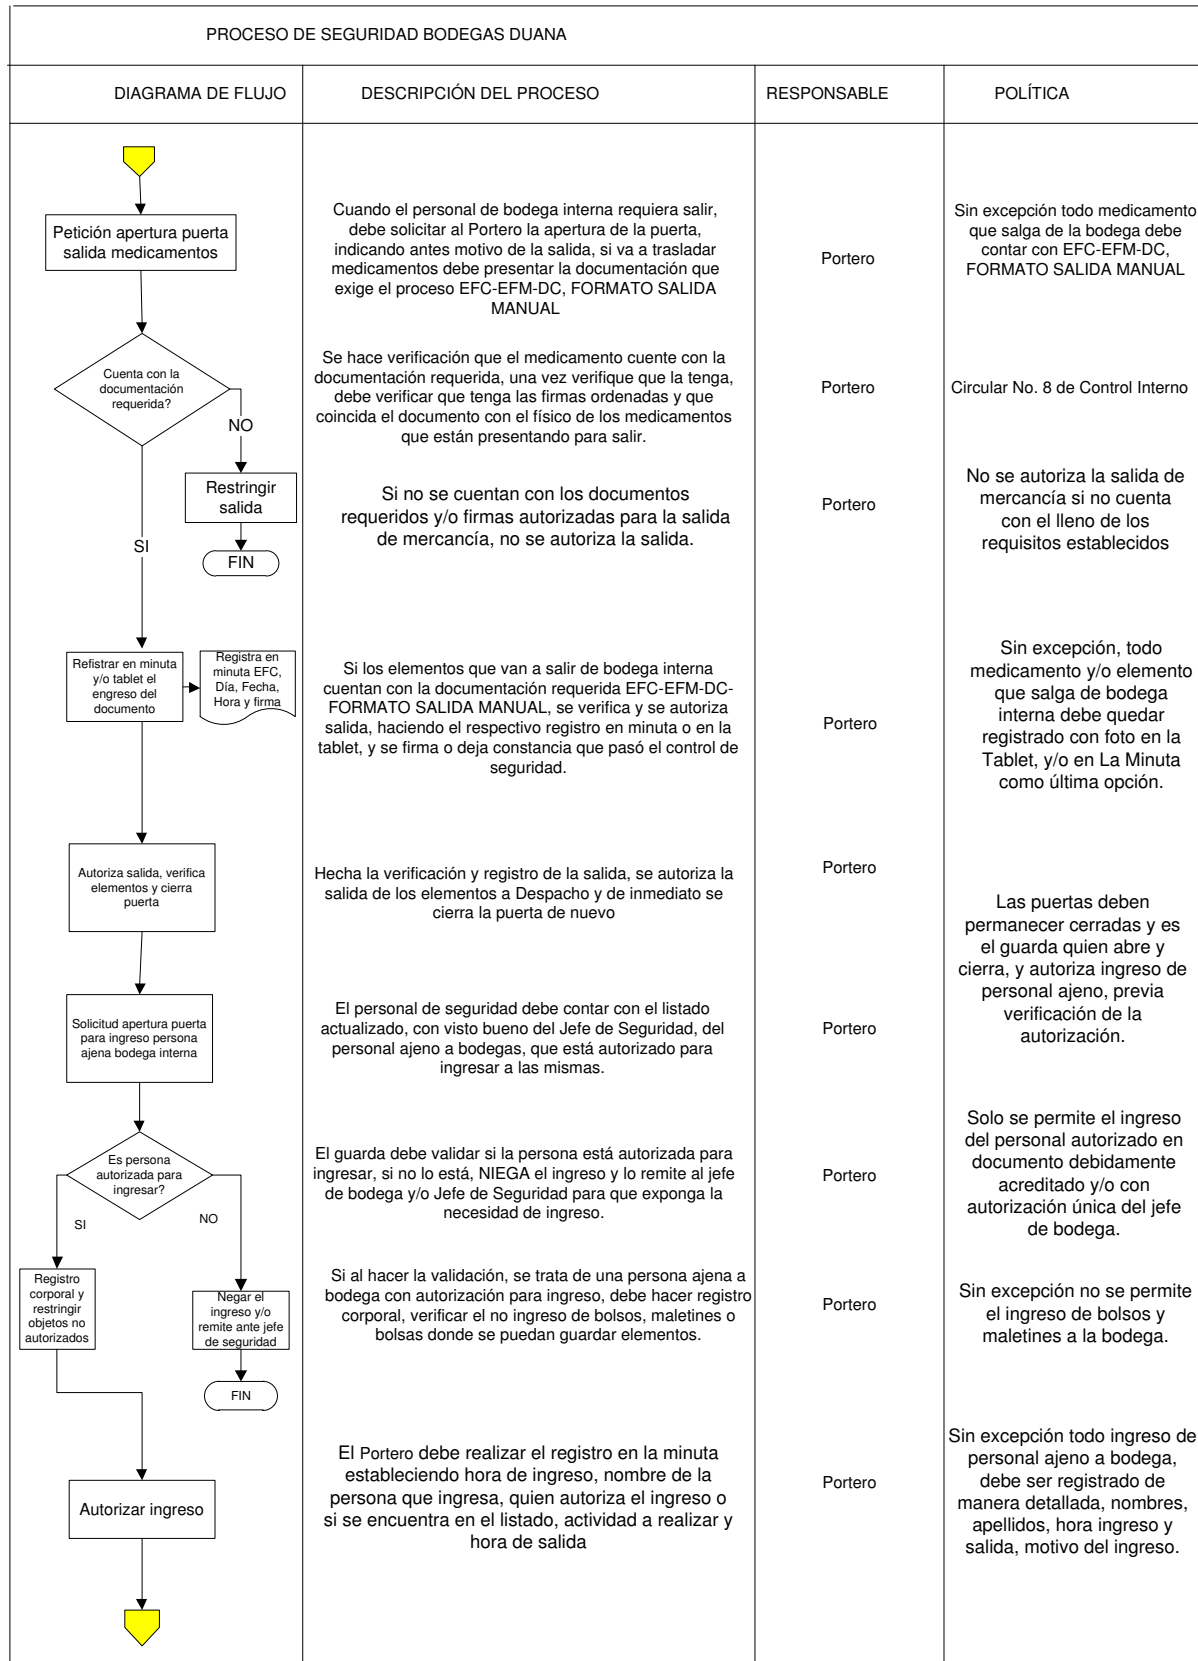 PROCESO DE SEGURIDAD BODEGAS DUANA
DIAGRAMA DE FLUJO
DESCRIPCIÓN DEL PROCESO
RESPONSABLE
POLÍTICA
Petición apertura puerta
salida medicamentos
Cuando el personal de bodega interna requiera salir,
debe solicitar al Portero la apertura de la puerta,
indicando antes motivo de la salida, si va a trasladar
medicamentos debe presentar la documentación que
exige el proceso EFC-EFM-DC, FORMATO SALIDA
MANUAL
Portero
Sin excepción todo medicamento
que salga de la bodega debe
contar con EFC-EFM-DC,
FORMATO SALIDA MANUAL
Cuenta con la
documentación
requerida?
NO
SI
Se hace verificación que el medicamento cuente con la
documentación requerida, una vez verifique que la tenga,
debe verificar que tenga las firmas ordenadas y que
coincida el documento con el físico de los medicamentos
que están presentando para salir.
Portero
Circular No. 8 de Control Interno
Restringir
salida
FIN
Si no se cuentan con los documentos
requeridos y/o firmas autorizadas para la salida
de mercancía, no se autoriza la salida.
Portero
No se autoriza la salida de
mercancía si no cuenta
con el lleno de los
requisitos establecidos
Refistrar en minuta
y/o tablet el
engreso del
documento
Registra en
minuta EFC,
Día, Fecha,
Hora y firma
Si los elementos que van a salir de bodega interna
cuentan con la documentación requerida EFC-EFM-DC-
FORMATO SALIDA MANUAL, se verifica y se autoriza
salida, haciendo el respectivo registro en minuta o en la
tablet, y se firma o deja constancia que pasó el control de
seguridad.
Portero
Sin excepción, todo
medicamento y/o elemento
que salga de bodega
interna debe quedar
registrado con foto en la
Tablet, y/o en La Minuta
como última opción.
Autoriza salida, verifica
elementos y cierra
puerta
Hecha la verificación y registro de la salida, se autoriza la
salida de los elementos a Despacho y de inmediato se
cierra la puerta de nuevo
Portero
Las puertas deben
permanecer cerradas y es
el guarda quien abre y
cierra, y autoriza ingreso de
personal ajeno, previa
verificación de la
autorización.
Solicitud apertura puerta
para ingreso persona
ajena bodega interna
El personal de seguridad debe contar con el listado
actualizado, con visto bueno del Jefe de Seguridad, del
personal ajeno a bodegas, que está autorizado para
ingresar a las mismas.
Portero
Es persona
autorizada para
ingresar?
SI
NO
El guarda debe validar si la persona está autorizada para
ingresar, si no lo está, NIEGA el ingreso y lo remite al jefe
de bodega y/o Jefe de Seguridad para que exponga la
necesidad de ingreso.
Portero
Solo se permite el ingreso
del personal autorizado en
documento debidamente
acreditado y/o con
autorización única del jefe
de bodega.
Registro
corporal y
restringir
objetos no
autorizados
Negar el
ingreso y/o
remite ante jefe
de seguridad
FIN
Si al hacer la validación, se trata de una persona ajena a
bodega con autorización para ingreso, debe hacer registro
corporal, verificar el no ingreso de bolsos, maletines o
bolsas donde se puedan guardar elementos.
Portero
Sin excepción no se permite
el ingreso de bolsos y
maletines a la bodega.
Autorizar ingreso
El Portero debe realizar el registro en la minuta
estableciendo hora de ingreso, nombre de la
persona que ingresa, quien autoriza el ingreso o
si se encuentra en el listado, actividad a realizar y
hora de salida
Portero
Sin excepción todo ingreso de
personal ajeno a bodega,
debe ser registrado de
manera detallada, nombres,
apellidos, hora ingreso y
salida, motivo del ingreso.